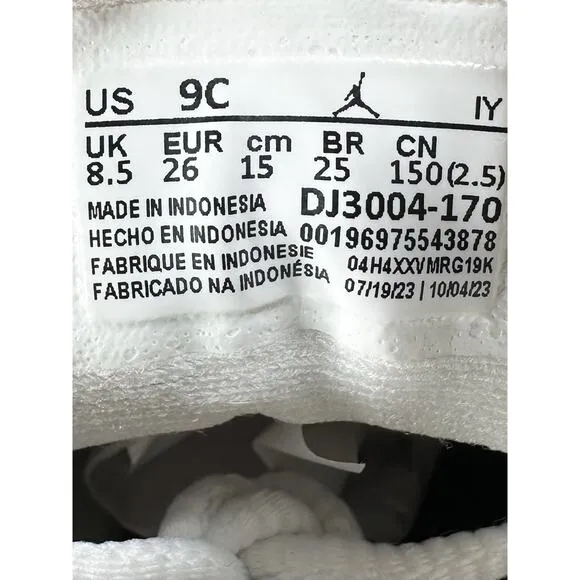 US 9C IY
UK EUR cm BR CN
8.5 26 15 25 150(2.5)
MADE IN INDONESIA DJ3004-170
HECHO EN INDONESIA 00196975543878
FABRIQUE EN INDONESIE 04H4XXVMRG19K
FABRICADO NA INDONÉSIA 07/19/23 | 10/04/23